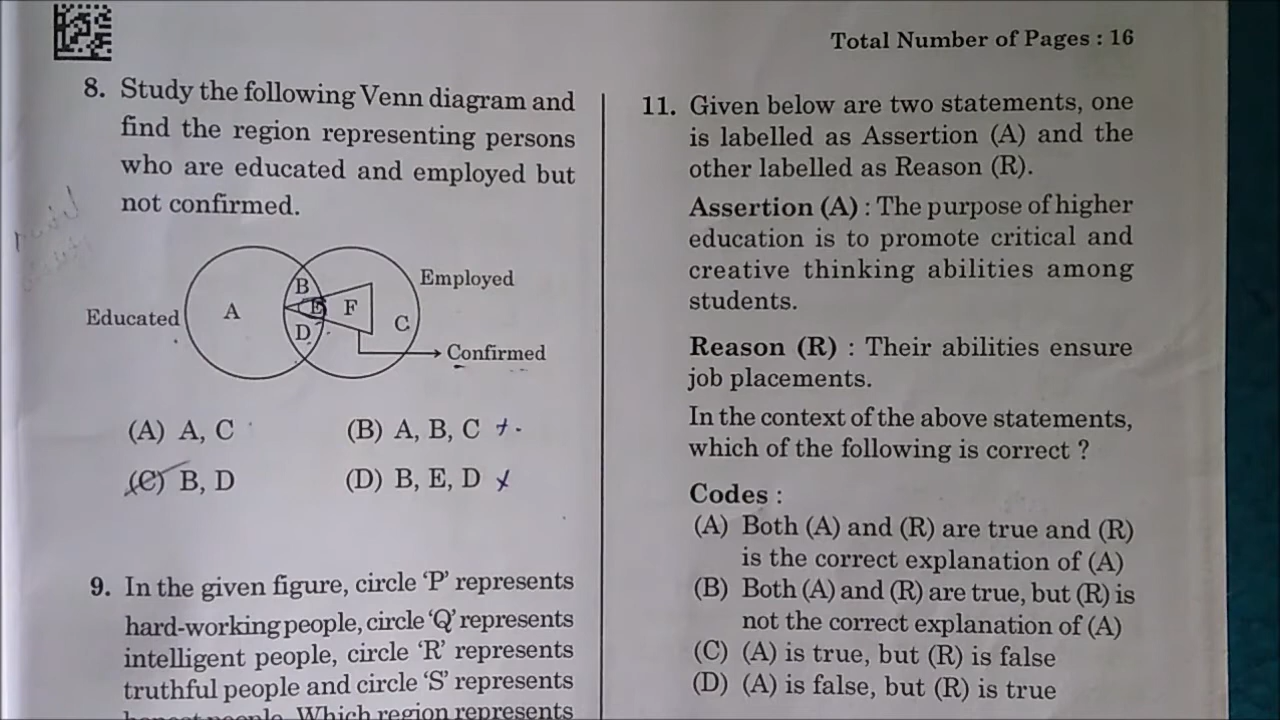 Total Number of Pages : 16
8. Study the following Venn diagram and
find the region representing persons
who are educated and employed but
not confirmed.
Educated
A
B
E
D
F
C
Employed
Confirmed
(A) A, C
(B) A, B, C
(C) B, D
(D) B, E, D
9. In the given figure, circle ‘P’ represents
hard-working people, circle ‘Q’ represents
intelligent people, circle ‘R’ represents
truthful people and circle ‘S’ represents
honest people. Which region represents
11. Given below are two statements, one
is labelled as Assertion (A) and the
other labelled as Reason (R).
Assertion (A) : The purpose of higher
education is to promote critical and
creative thinking abilities among
students.
Reason (R) : Their abilities ensure
job placements.
In the context of the above statements,
which of the following is correct ?
Codes :
(A) Both (A) and (R) are true and (R)
is the correct explanation of (A)
(B) Both (A) and (R) are true, but (R) is
not the correct explanation of (A)
(C) (A) is true, but (R) is false
(D) (A) is false, but (R) is true